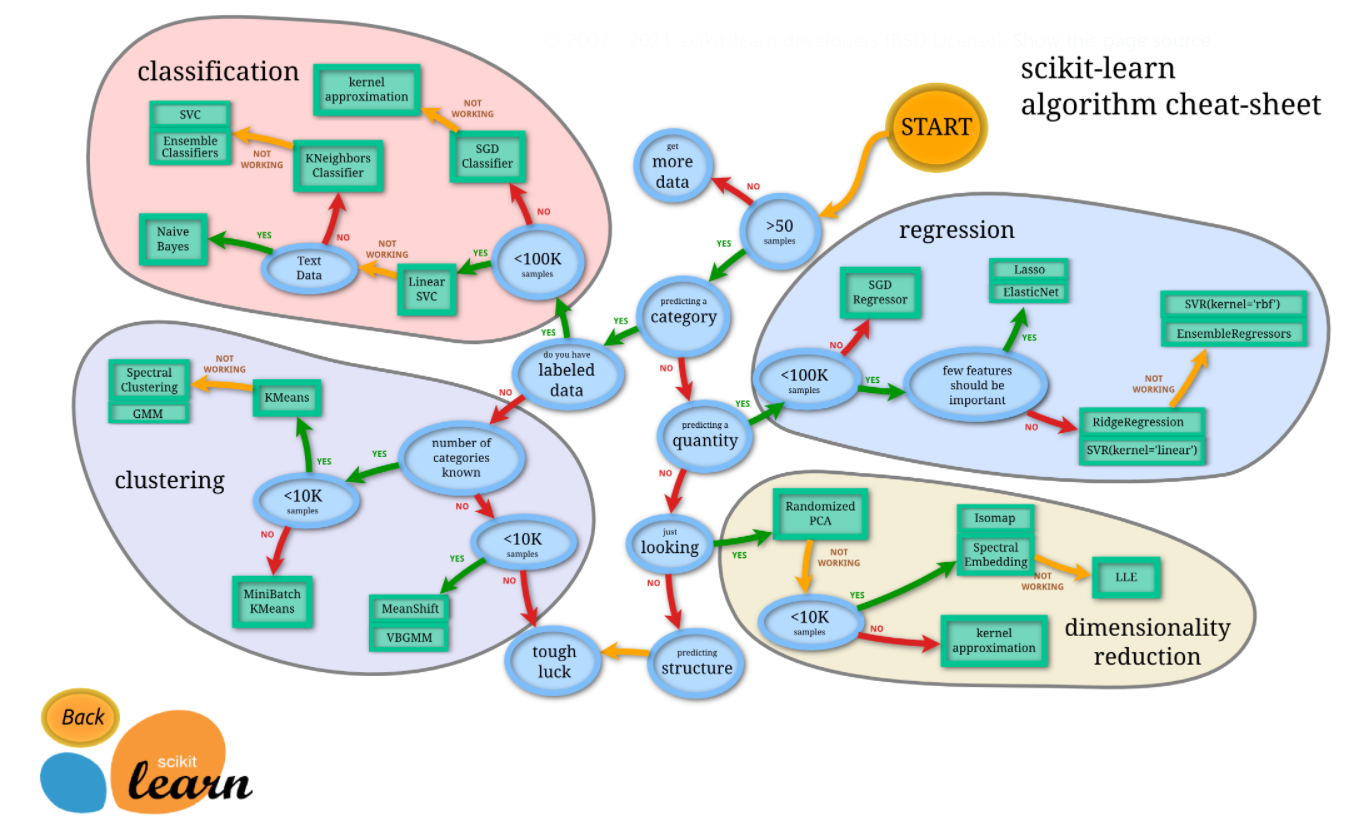 © 2007 - 2021, scikit-learn developers (BSD License). Show this page source
scikit-learn
algorithm cheat-sheet
START
get
more
data
NO
>50
samples
YES
predicting a
category
YES
NO
do you have
labeled
data
YES
NO
predicting a
quantity
YES
NO
just
looking
YES
NO
predicting
structure
tough
luck
classification
kernel
approximation
NOT
WORKING
SVC
Ensemble
Classifiers
NOT
WORKING
KNeighbors
Classifier
SGD
Classifier
NO
Naive
Bayes
YES
NO
Text
Data
NOT
WORKING
Linear
SVC
YES
<100K
samples
regression
SGD
Regressor
NO
<100K
samples
YES
Lasso
ElasticNet
YES
few features
should be
important
NO
SVR(kernel='rbf')
EnsembleRegressors
NOT
WORKING
RidgeRegression
SVR(kernel='linear')
clustering
Spectral
Clustering
GMM
NOT
WORKING
KMeans
YES
<10K
samples
NO
MiniBatch
KMeans
YES
number of
categories
known
NO
<10K
samples
YES
NO
MeanShift
VBGMM
dimensionality
reduction
Randomized
PCA
NOT
WORKING
<10K
samples
YES
NO
Isomap
Spectral
Embedding
NOT
WORKING
LLE
kernel
approximation
Back
scikit
learn